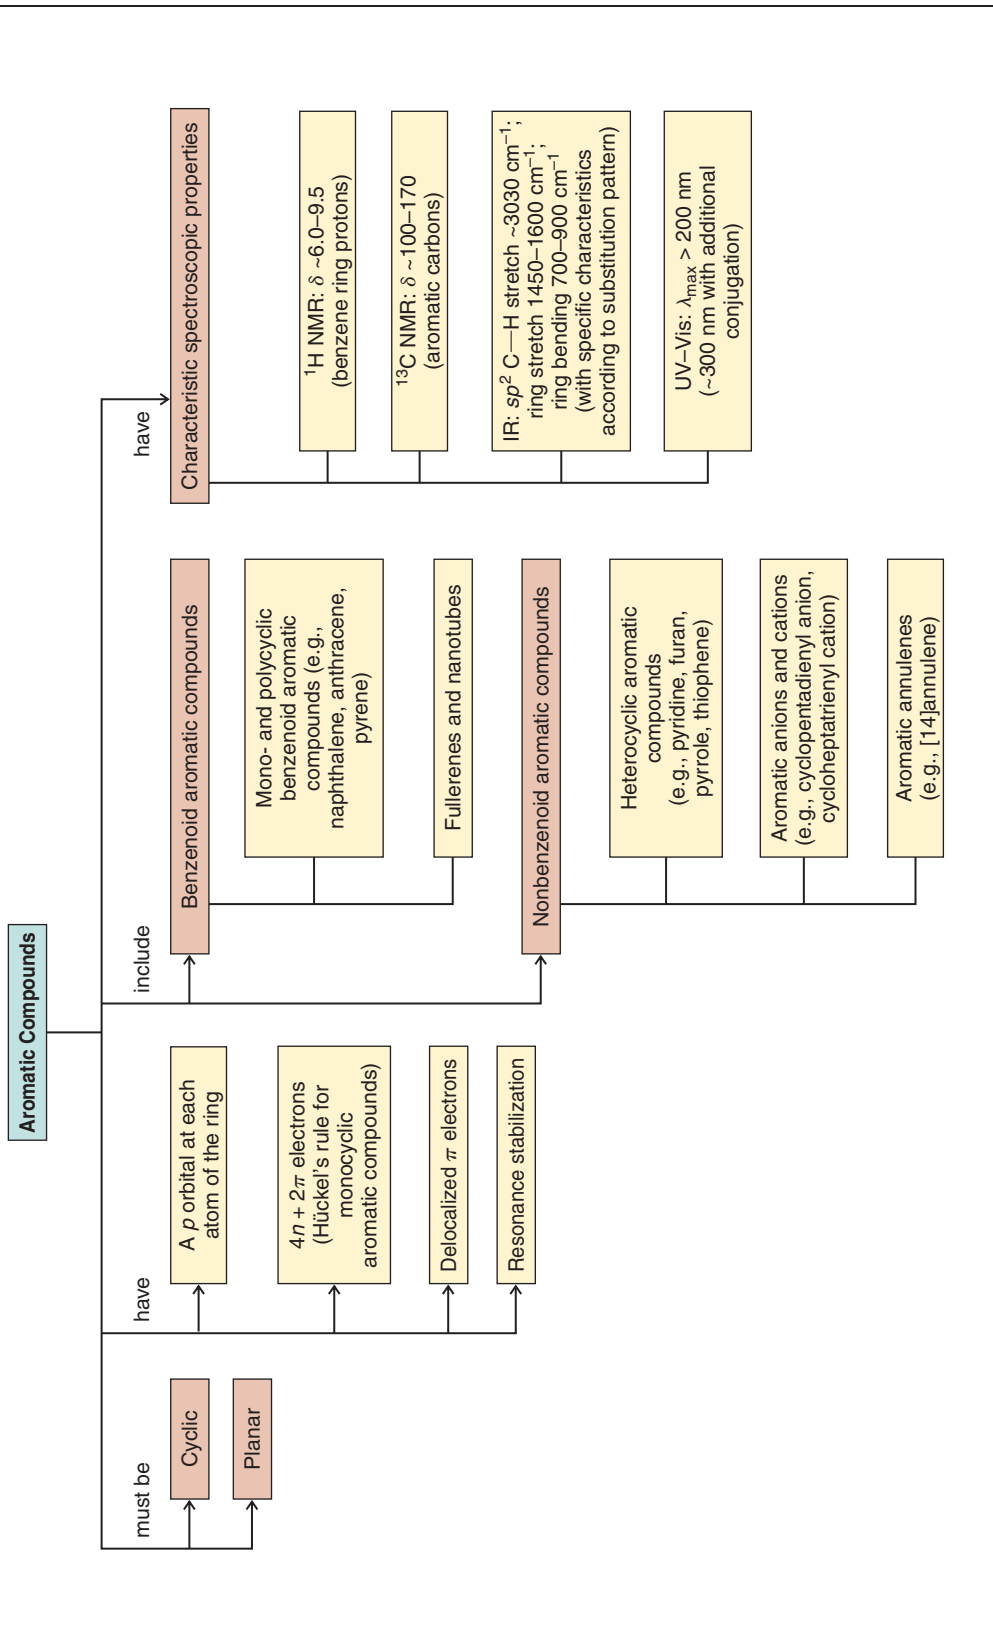 Aromatic Compounds
must be
Cyclic
Planar
have
A p orbital at each
atom of the ring
4n + 2π electrons
(Hückel's rule for
monocyclic
aromatic compounds)
Delocalized π electrons
Resonance stabilization
include
Benzenoid aromatic compounds
Mono- and polycyclic
benzenoid aromatic
compounds (e.g.,
naphthalene, anthracene,
pyrene)
Fullerenes and nanotubes
Nonbenzenoid aromatic compounds
Heterocyclic aromatic
compounds
(e.g., pyridine, furan,
pyrrole, thiophene)
Aromatic anions and cations
(e.g., cyclopentadienyl anion,
cycloheptatrienyl cation)
Aromatic annulenes
(e.g., [14]annulene)
have
Characteristic spectroscopic properties
¹H NMR: δ ~6.0–9.5
(benzene ring protons)
¹³C NMR: δ ~100–170
(aromatic carbons)
IR: sp² C—H stretch ~3030 cm⁻¹;
ring stretch 1450–1600 cm⁻¹;
ring bending 700–900 cm⁻¹
(with specific characteristics
according to substitution pattern)
UV–Vis: λmax > 200 nm
(~300 nm with additional
conjugation)